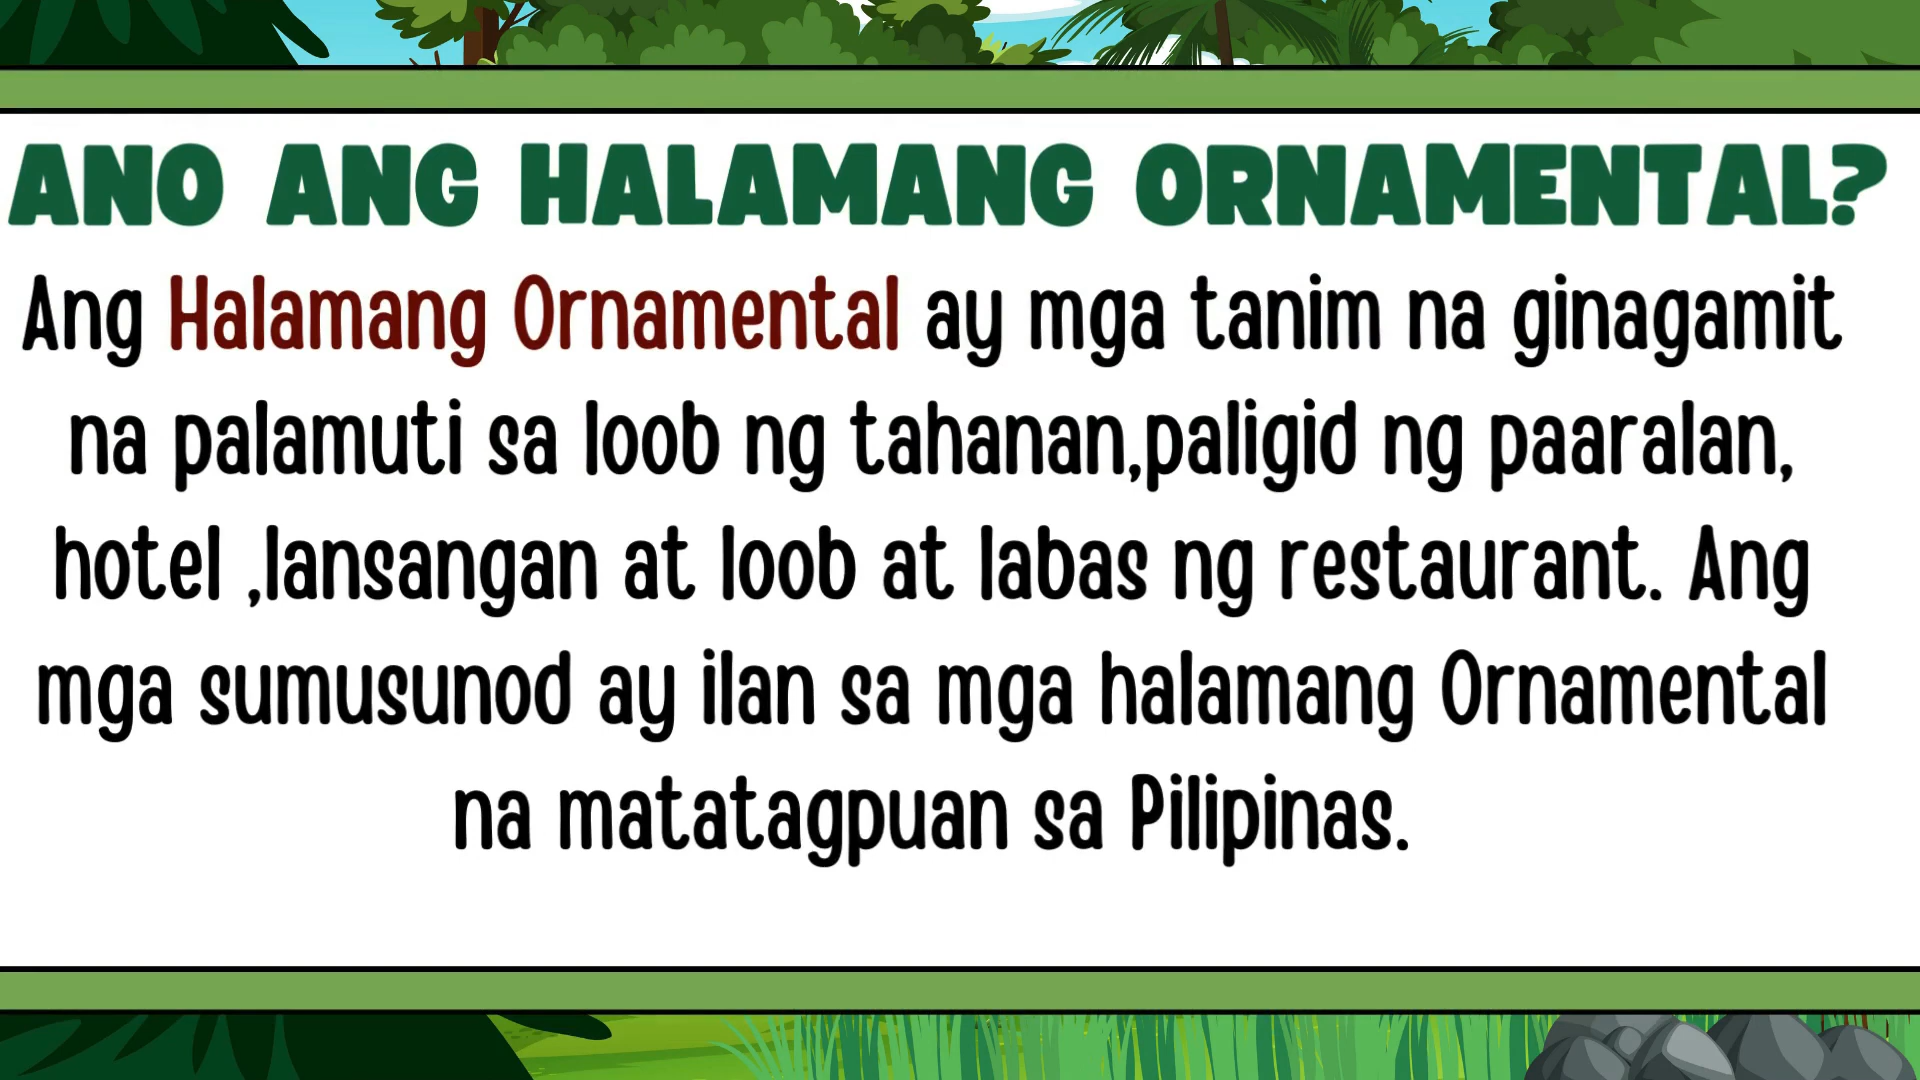 ANO ANG HALAMANG ORNAMENTAL?
Ang Halamang Ornamental ay mga tanim na ginagamit
na palamuti sa loob ng tahanan,paligid ng paaralan,
hotel ,lansangan at loob at labas ng restaurant. Ang
mga sumusunod ay ilan sa mga halamang Ornamental
na matatagpuan sa Pilipinas.